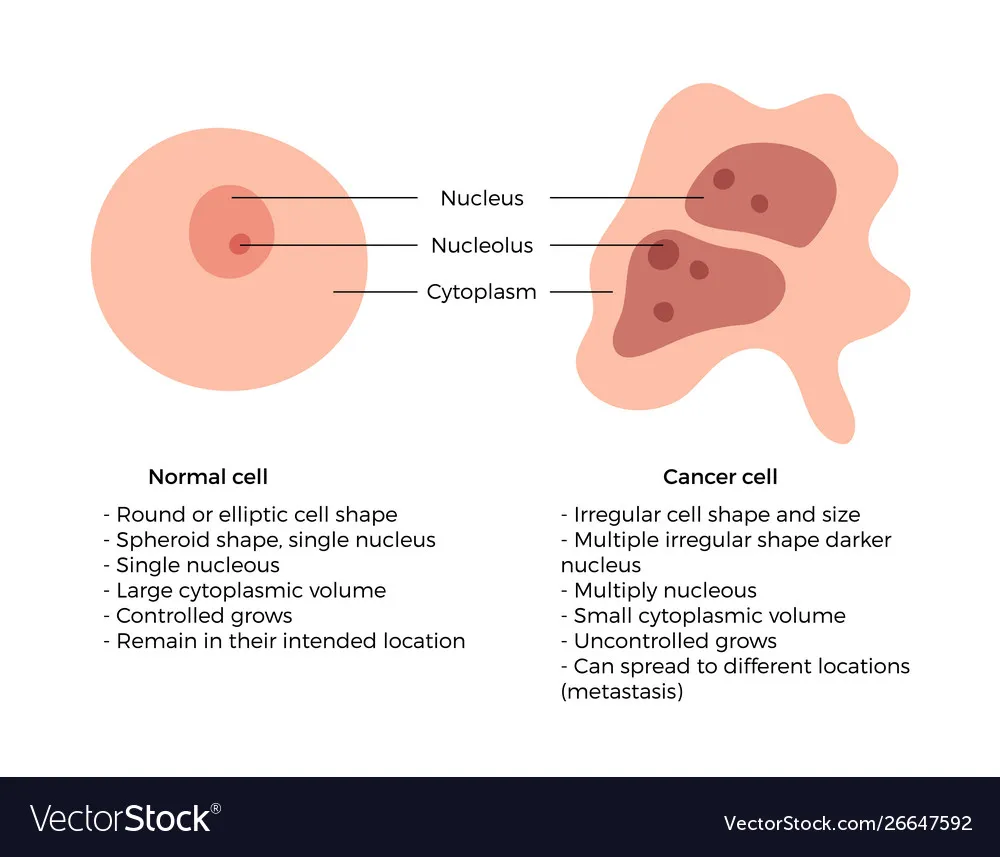 Nucleus
Nucleolus
Cytoplasm
Normal cell
- Round or elliptic cell shape
- Spheroid shape, single nucleus
- Single nucleous
- Large cytoplasmic volume
- Controlled grows
- Remain in their intended location
Cancer cell
- Irregular cell shape and size
- Multiple irregular shape darker
nucleus
- Multiply nucleous
- Small cytoplasmic volume
- Uncontrolled grows
- Can spread to different locations
(metastasis)
VectorStock®
VectorStock.com/26647592